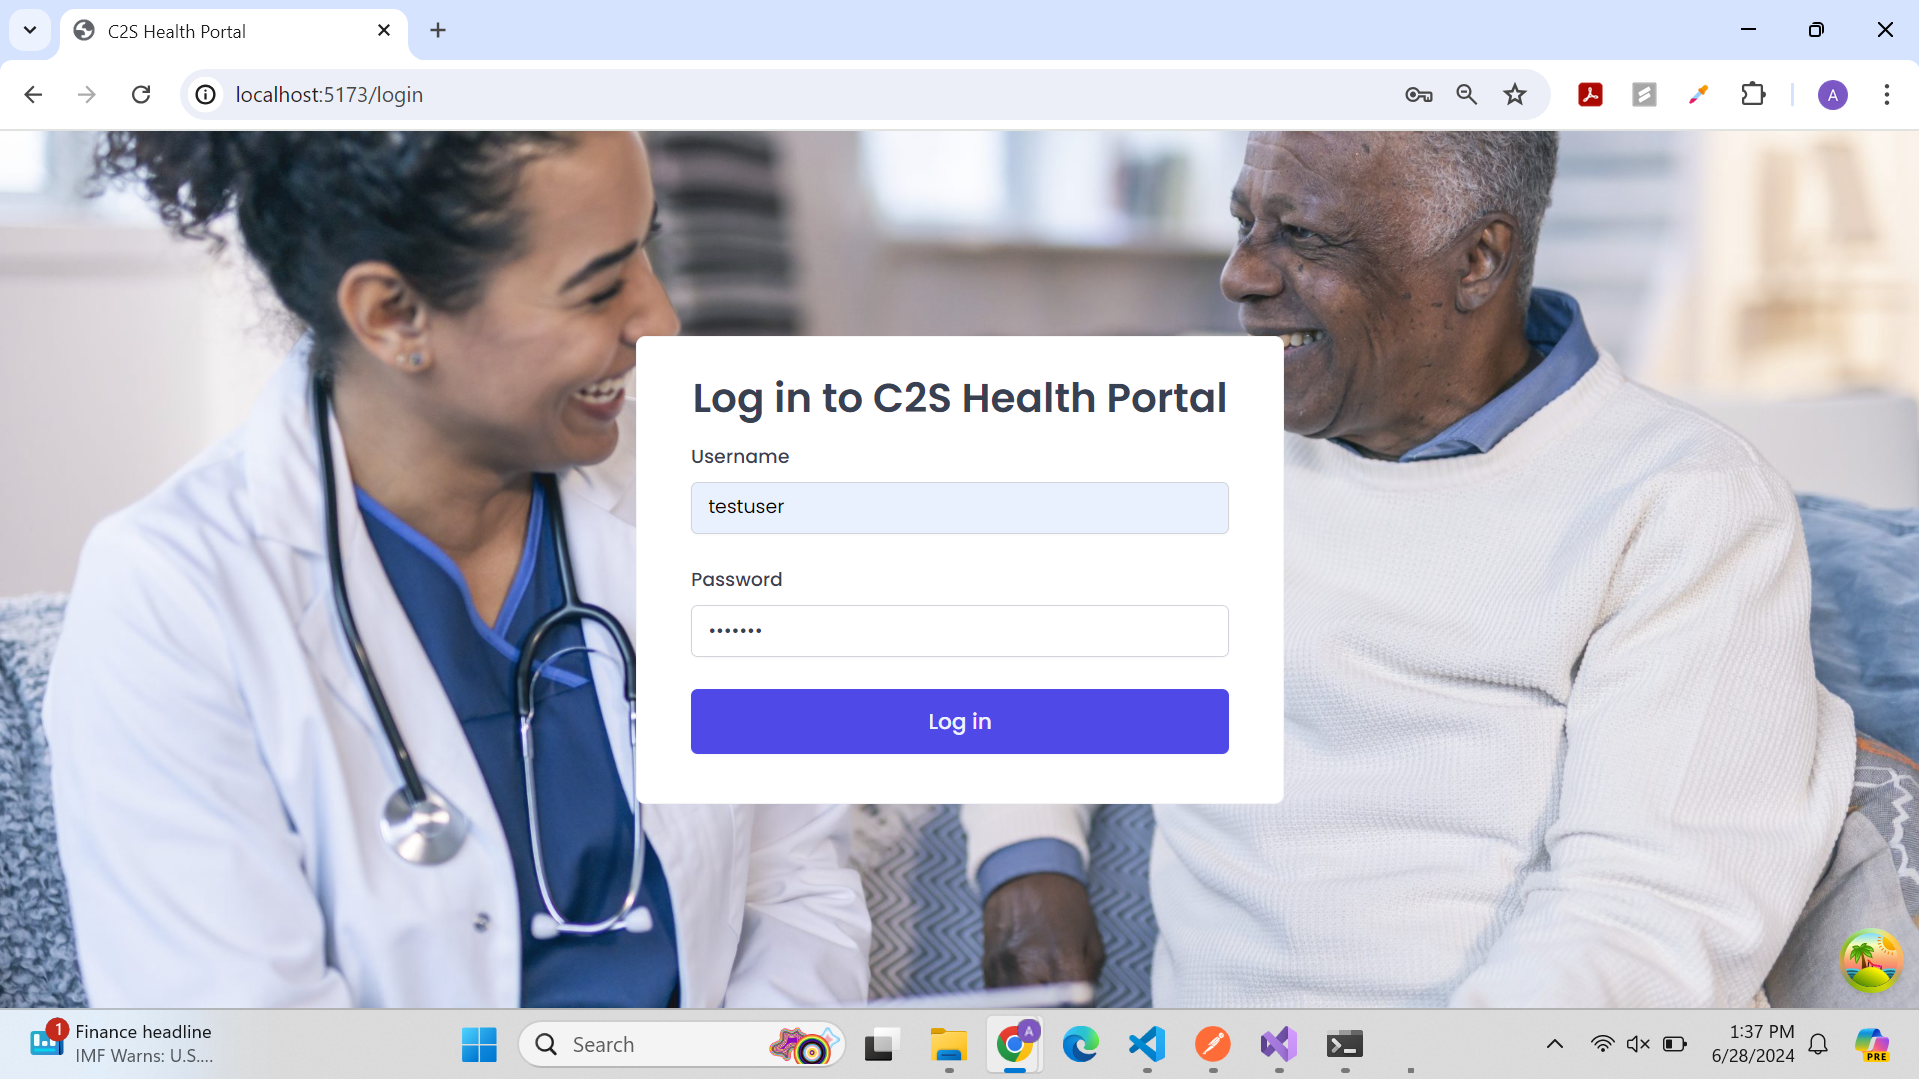 C2S Health Portal
localhost:5173/login
A
Log in to C2S Health Portal
Username
testuser
Password
•••••••
Log in
1
Finance headline
IMF Warns: U.S....
Search
A
PRE
1:37 PM
6/28/2024